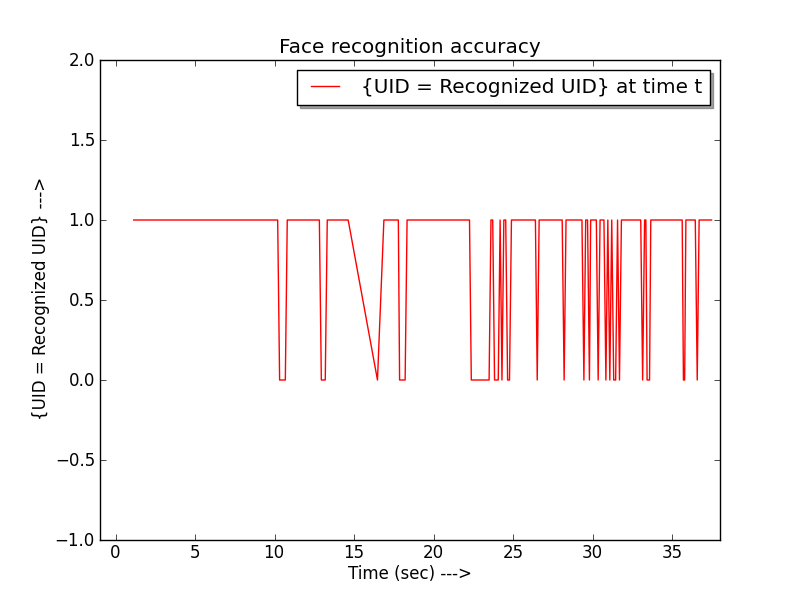 Face recognition accuracy
{UID = Recognized UID} at time t
2.0
1.5
1.0
0.5
0.0
−0.5
−1.0
{UID = Recognized UID} --->
0 5 10 15 20 25 30 35
Time (sec) --->